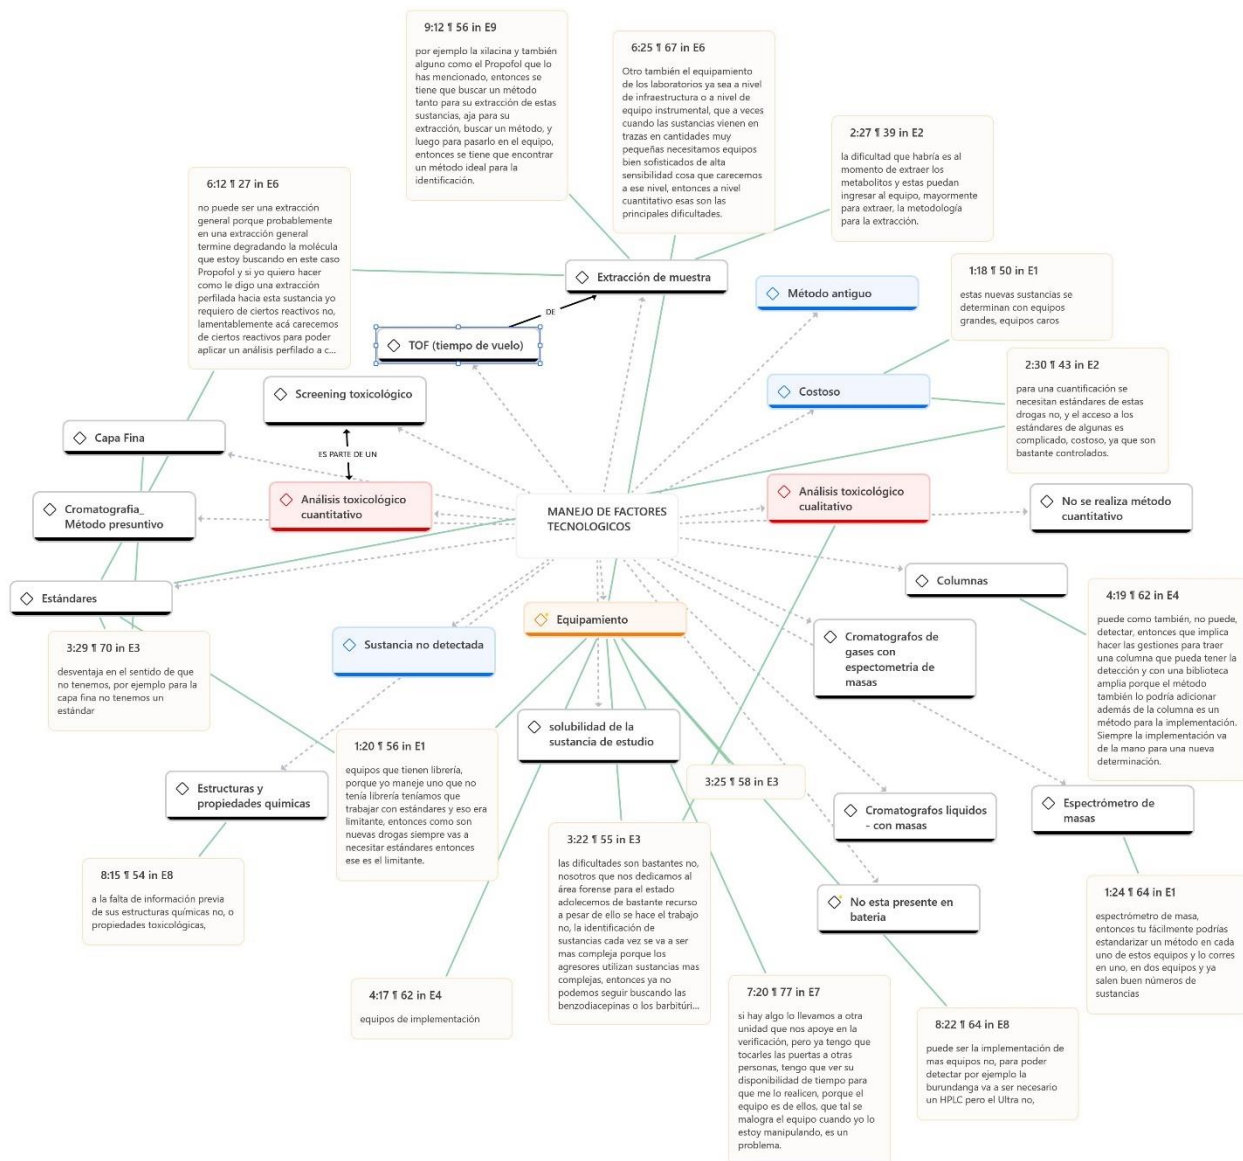 9:12 ¶ 56 in E9
por ejemplo la xilacina y también
alguno como el Propofol que lo
has mencionado, entonces se
tiene que buscar un método
tanto para su extracción de estas
sustancias, aja para su
extracción, buscar un método, y
luego para pasarlo en el equipo,
entonces se tiene que encontrar
un método ideal para la
identificación.
6:25 ¶ 67 in E6
Otro también el equipamiento
de los laboratorios ya sea a nivel
de infraestructura o a nivel de
equipo instrumental, que a veces
cuando las sustancias vienen en
trazas en cantidades muy
pequeñas necesitamos equipos
bien sofisticados de alta
sensibilidad cosa que carecemos
a ese nivel, entonces a nivel
cuantitativo esas son las
principales dificultades.
2:27 ¶ 39 in E2
la dificultad que habría es al
momento de extraer los
metabolitos y estas puedan
ingresar al equipo, mayormente
para extraer, la metodología
para la extracción.
6:12 ¶ 27 in E6
no puede ser una extracción
general porque probablemente
en una extracción general
termine degradando la molécula
que estoy buscando en este caso
Propofol y si yo quiero hacer
como le digo una extracción
perfilada hacia esta sustancia yo
requiero de ciertos reactivos no,
lamentablemente acá carecemos
de ciertos reactivos para poder
aplicar un análisis perfilado a c...
Extracción de muestra
Método antiguo
1:18 ¶ 50 in E1
estas nuevas sustancias se
determinan con equipos
grandes, equipos caros
DE
TOF (tiempo de vuelo)
Screening toxicológico
Costoso
2:30 ¶ 43 in E2
para una cuantificación se
necesitan estándares de estas
drogas no, y el acceso a los
estándares de algunas es
complicado, costoso, ya que son
bastante controlados.
Capa Fina
ES PARTE DE UN
Cromatografia_
Método presuntivo
Análisis toxicológico
cuantitativo
MANEJO DE FACTORES
TECNOLOGICOS
Análisis toxicológico
cualitativo
No se realiza método
cuantitativo
Estándares
Columnas
Equipamiento
Sustancia no detectada
Cromatografos de
gases con
espectometria de
masas
4:19 ¶ 62 in E4
puede como también, no puede,
detectar, entonces que implica
hacer las gestiones para traer
una columna que pueda tener la
detección y con una biblioteca
amplia porque el método
también lo podría adicionar
además de la columna es un
método para la implementación.
Siempre la implementación va
de la mano para una nueva
determinación.
3:29 ¶ 70 in E3
desventaja en el sentido de que
no tenemos, por ejemplo para la
capa fina no tenemos un
estándar
solubilidad de la
sustancia de estudio
1:20 ¶ 56 in E1
equipos que tienen librería,
porque yo maneje uno que no
tenía librería teníamos que
trabajar con estándares y eso era
limitante, entonces como son
nuevas drogas siempre vas a
necesitar estándares entonces
ese es el limitante.
3:25 ¶ 58 in E3
Estructuras y
propiedades quimicas
Cromatografos liquidos
- con masas
Espectrómetro de
masas
3:22 ¶ 55 in E3
las dificultades son bastantes no,
nosotros que nos dedicamos al
área forense para el estado
adolecemos de bastante recurso
a pesar de ello se hace el trabajo
no, la identificación de
sustancias cada vez se va a ser
mas compleja porque los
agresores utilizan sustancias mas
complejas, entonces ya no
podemos seguir buscando las
benzodiacepinas o los barbitúri...
8:15 ¶ 54 in E8
a la falta de información previa
de sus estructuras químicas no, o
propiedades toxicológicas,
No esta presente en
bateria
1:24 ¶ 64 in E1
espectrómetro de masa,
entonces tu fácilmente podrías
estandarizar un método en cada
uno de estos equipos y lo corres
en uno, en dos equipos y ya
salen buen números de
sustancias
4:17 ¶ 62 in E4
equipos de implementación
7:20 ¶ 77 in E7
si hay algo lo llevamos a otra
unidad que nos apoye en la
verificación, pero ya tengo que
tocarles las puertas a otras
personas, tengo que ver su
disponibilidad de tiempo para
que me lo realicen, porque el
equipo es de ellos, que tal se
malogra el equipo cuando yo lo
estoy manipulando, es un
problema.
8:22 ¶ 64 in E8
puede ser la implementación de
mas equipos no, para poder
detectar por ejemplo la
burundanga va a ser necesario
un HPLC pero el Ultra no,